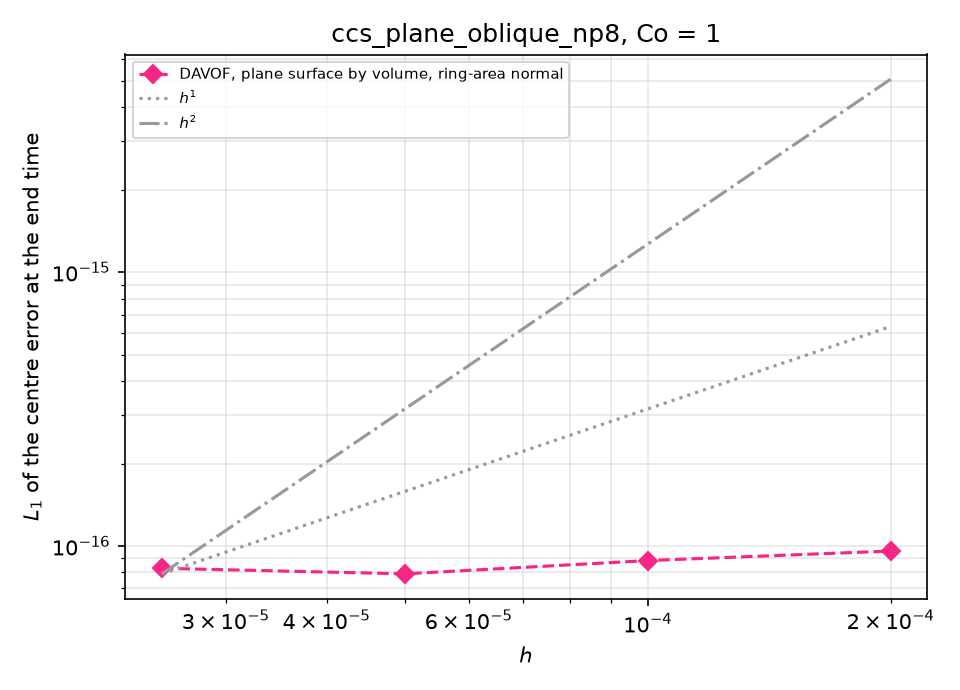 ccs_plane_oblique_np8, Co = 1
DAVOF, plane surface by volume, ring-area normal
h¹
h²
L₁ of the centre error at the end time
10⁻¹⁵
10⁻¹⁶
3 × 10⁻⁵ 4 × 10⁻⁵ 6 × 10⁻⁵ 10⁻⁴ 2 × 10⁻⁴
h